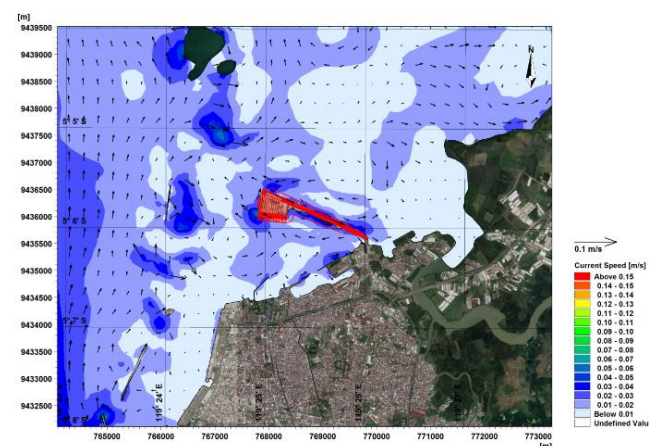 [m]
9439500
9439000
9438500
9438000
9437500
9437000
9436500
9436000
9435500
9435000
9434500
9434000
9433500
9433000
9432500
N
5° 5' S
5° 6' S
5° 7' S
119° 24' E
119° 25' E
119° 26' E
765000 766000 767000 768000 769000 770000 771000 772000 773000
[m]
0.1 m/s
Current Speed [m/s]
Above 0.15
0.14 - 0.15
0.13 - 0.14
0.12 - 0.13
0.11 - 0.12
0.10 - 0.11
0.09 - 0.10
0.08 - 0.09
0.07 - 0.08
0.06 - 0.07
0.05 - 0.06
0.04 - 0.05
0.03 - 0.04
0.02 - 0.03
0.01 - 0.02
Below 0.01
Undefined Valu